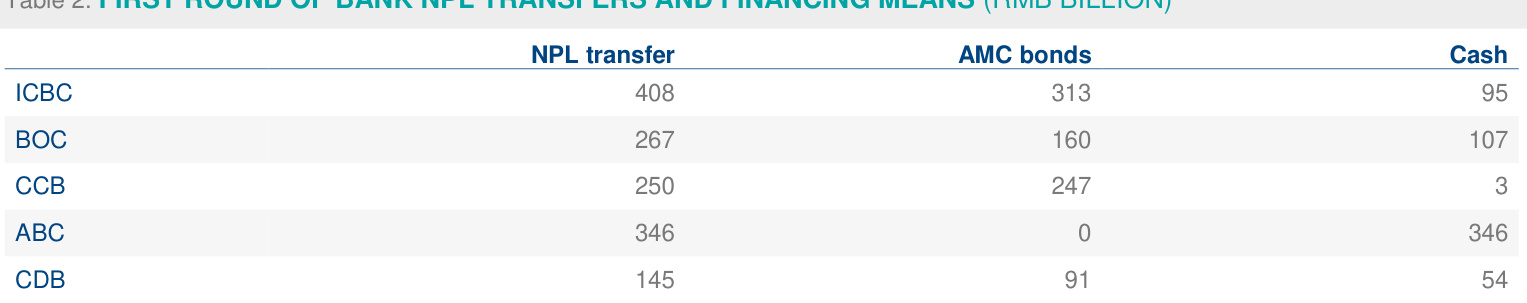 Table 2. FIRST ROUND OF BANK NPL TRANSFERS AND FINANCING MEANS (RMB BILLION)
NPL transfer AMC bonds Cash
ICBC 408 313 95
BOC 267 160 107
CCB 250 247 3
ABC 346 0 346
CDB 145 91 54